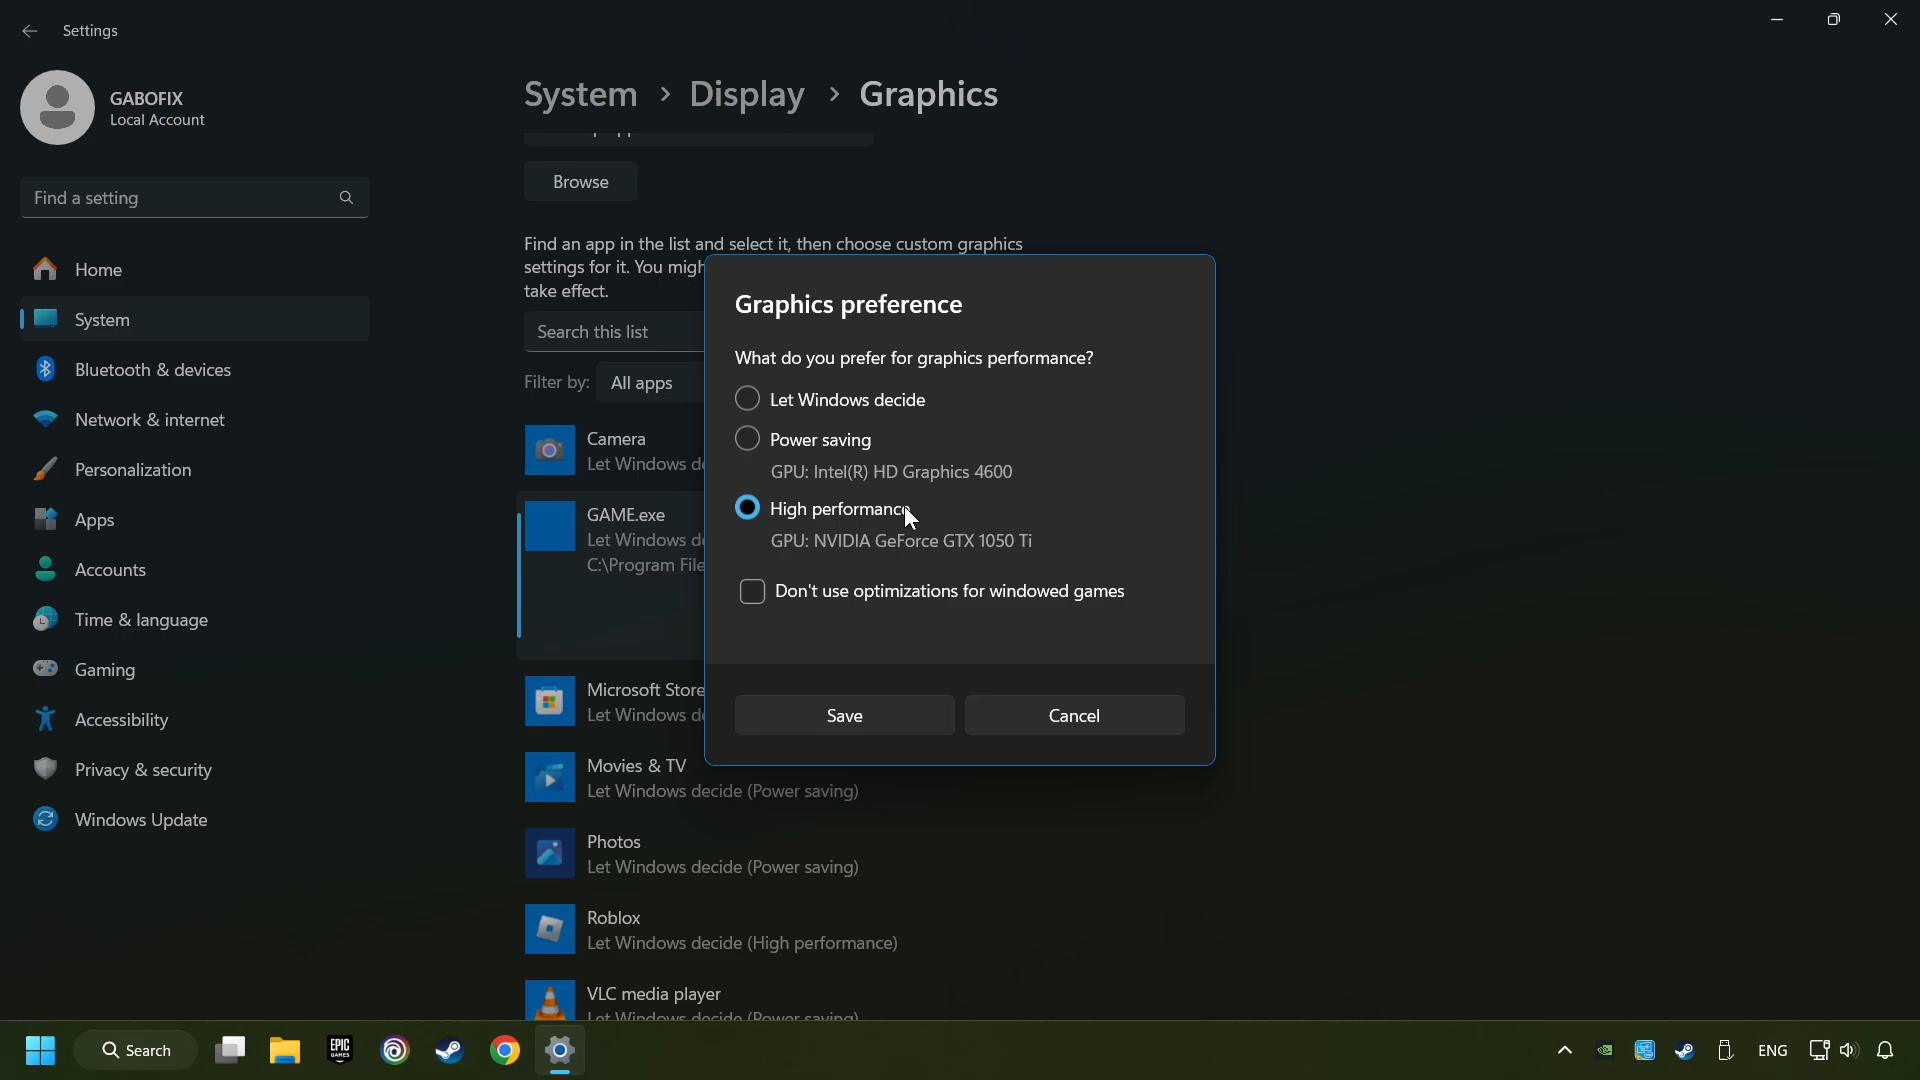 Settings
GABOFIX
Local Account
Find a setting
Home
System
Bluetooth & devices
Network & internet
Personalization
Apps
Accounts
Time & language
Gaming
Accessibility
Privacy & security
Windows Update
System > Display > Graphics
Browse
Find an app in the list and select it, then choose custom graphics
settings for it. You migh
take effect.
Search this list
Filter by: All apps
Camera
Let Windows de
GAME.exe
Let Windows de
C:\Program File
Microsoft Store
Let Windows de
Movies & TV
Let Windows decide (Power saving)
Photos
Let Windows decide (Power saving)
Roblox
Let Windows decide (High performance)
VLC media player
Let Windows decide (Power saving)
Graphics preference
What do you prefer for graphics performance?
Let Windows decide
Power saving
GPU: Intel(R) HD Graphics 4600
High performance
GPU: NVIDIA GeForce GTX 1050 Ti
Don't use optimizations for windowed games
Save
Cancel
Search
EPIC
GAMES
ENG